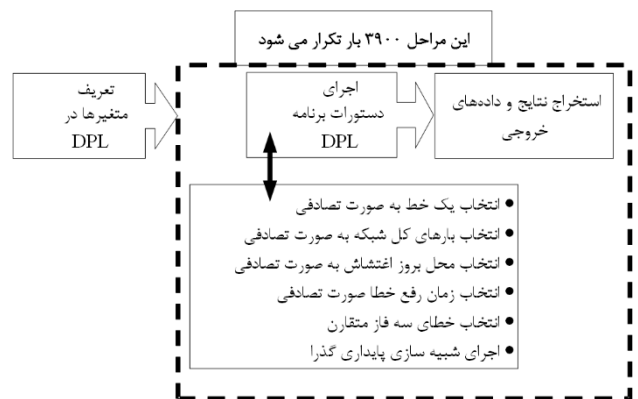 این مراحل ۳۹۰۰ بار تکرار می شود
تعریف
متغیرها در
DPL
اجرای
دستورات برنامه
DPL
استخراج نتایج و داده‌های
خروجی
● انتخاب یک خط به صورت تصادفی
● انتخاب بارهای کل شبکه به صورت تصادفی
● انتخاب محل بروز اغتشاش به صورت تصادفی
● انتخاب زمان رفع خطا صورت تصادفی
● انتخاب خطای سه فاز متقارن
● اجرای شبیه سازی پایداری گذرا